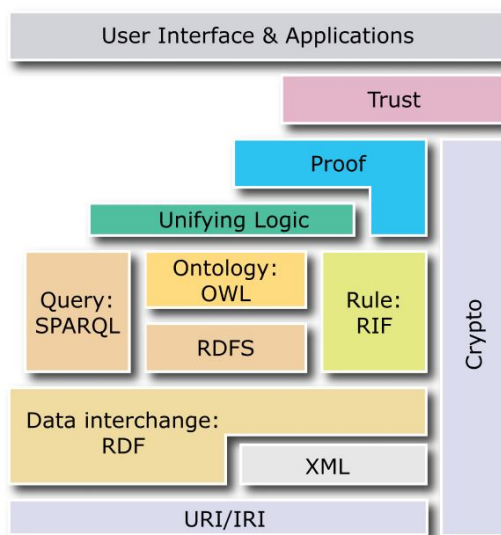 User Interface & Applications
Trust
Proof
Unifying Logic
Query:
SPARQL
Ontology:
OWL
Rule:
RIF
RDFS
Crypto
Data interchange:
RDF
XML
URI/IRI